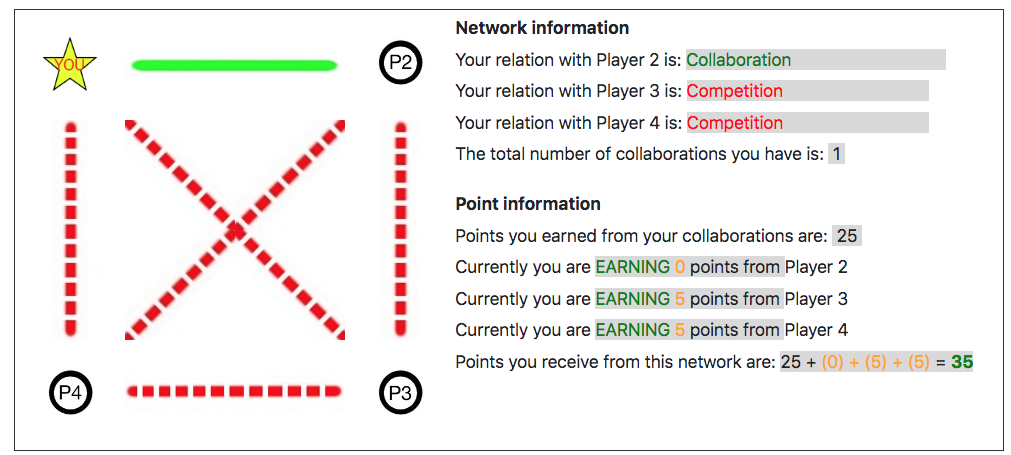 YOU
P2
P4
P3
Network information
Your relation with Player 2 is: Collaboration
Your relation with Player 3 is: Competition
Your relation with Player 4 is: Competition
The total number of collaborations you have is: 1
Point information
Points you earned from your collaborations are: 25
Currently you are EARNING 0 points from Player 2
Currently you are EARNING 5 points from Player 3
Currently you are EARNING 5 points from Player 4
Points you receive from this network are: 25 + (0) + (5) + (5) = 35